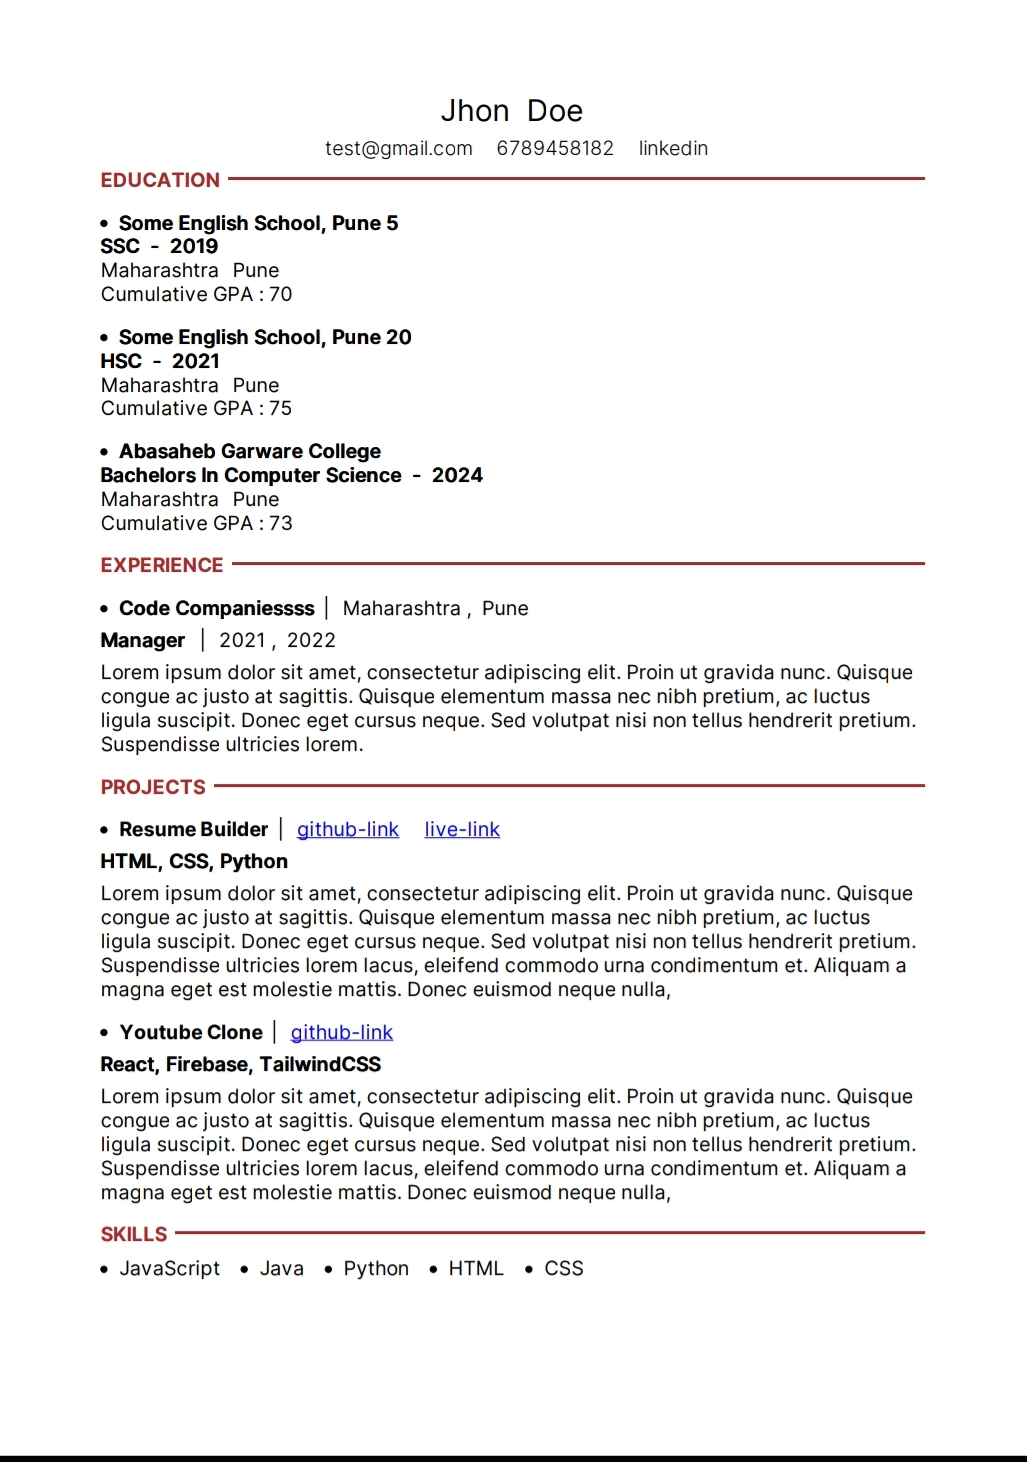 Jhon Doe
test@gmail.com 6789458182 linkedin
EDUCATION
• Some English School, Pune 5
SSC - 2019
Maharashtra Pune
Cumulative GPA : 70
• Some English School, Pune 20
HSC - 2021
Maharashtra Pune
Cumulative GPA : 75
• Abasaheb Garware College
Bachelors In Computer Science - 2024
Maharashtra Pune
Cumulative GPA : 73
EXPERIENCE
• Code Companiessss | Maharashtra , Pune
Manager | 2021 , 2022
Lorem ipsum dolor sit amet, consectetur adipiscing elit. Proin ut gravida nunc. Quisque
congue ac justo at sagittis. Quisque elementum massa nec nibh pretium, ac luctus
ligula suscipit. Donec eget cursus neque. Sed volutpat nisi non tellus hendrerit pretium.
Suspendisse ultricies lorem.
PROJECTS
• Resume Builder | github-link live-link
HTML, CSS, Python
Lorem ipsum dolor sit amet, consectetur adipiscing elit. Proin ut gravida nunc. Quisque
congue ac justo at sagittis. Quisque elementum massa nec nibh pretium, ac luctus
ligula suscipit. Donec eget cursus neque. Sed volutpat nisi non tellus hendrerit pretium.
Suspendisse ultricies lorem lacus, eleifend commodo urna condimentum et. Aliquam a
magna eget est molestie mattis. Donec euismod neque nulla,
• Youtube Clone | github-link
React, Firebase, TailwindCSS
Lorem ipsum dolor sit amet, consectetur adipiscing elit. Proin ut gravida nunc. Quisque
congue ac justo at sagittis. Quisque elementum massa nec nibh pretium, ac luctus
ligula suscipit. Donec eget cursus neque. Sed volutpat nisi non tellus hendrerit pretium.
Suspendisse ultricies lorem lacus, eleifend commodo urna condimentum et. Aliquam a
magna eget est molestie mattis. Donec euismod neque nulla,
SKILLS
• JavaScript • Java • Python • HTML • CSS